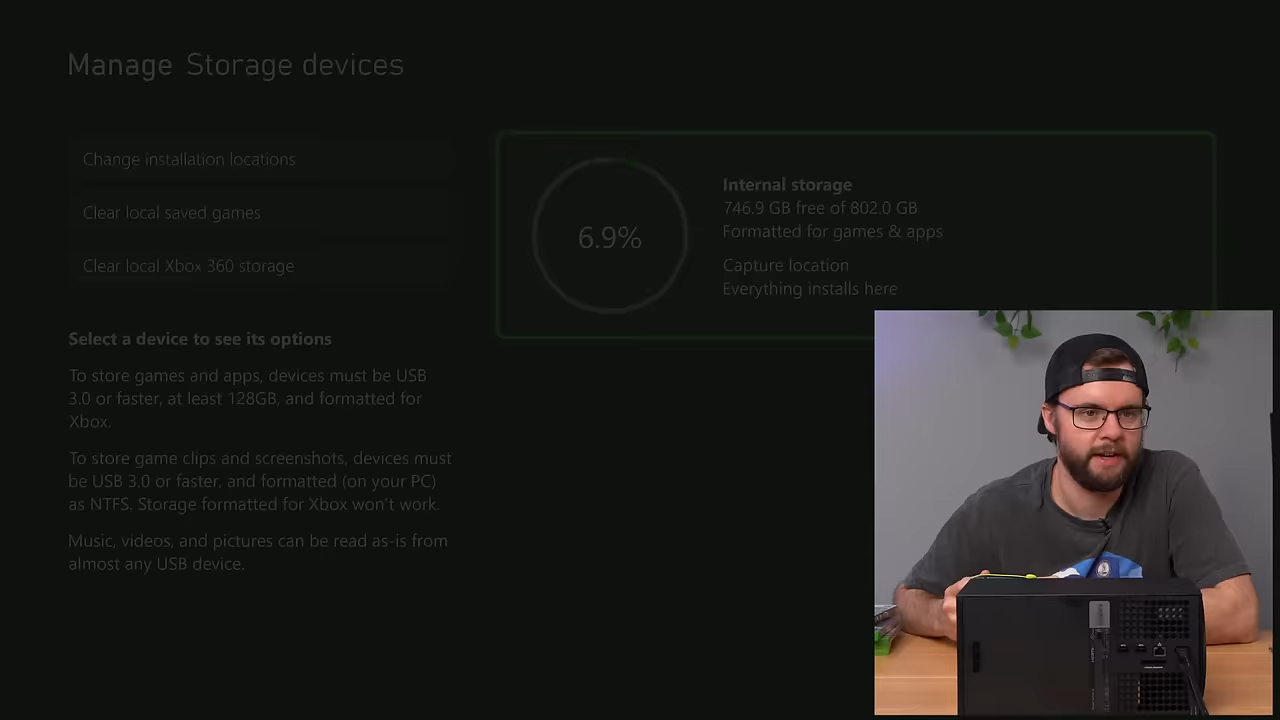 Manage Storage devices
Change installation locations
Clear local saved games
Clear local Xbox 360 storage
Select a device to see its options
To store games and apps, devices must be USB
3.0 or faster, at least 128GB, and formatted for
Xbox.
To store game clips and screenshots, devices must
be USB 3.0 or faster, and formatted (on your PC)
as NTFS. Storage formatted for Xbox won't work.
Music, videos, and pictures can be read as-is from
almost any USB device.
6.9%
Internal storage
746.9 GB free of 802.0 GB
Formatted for games & apps
Capture location
Everything installs here